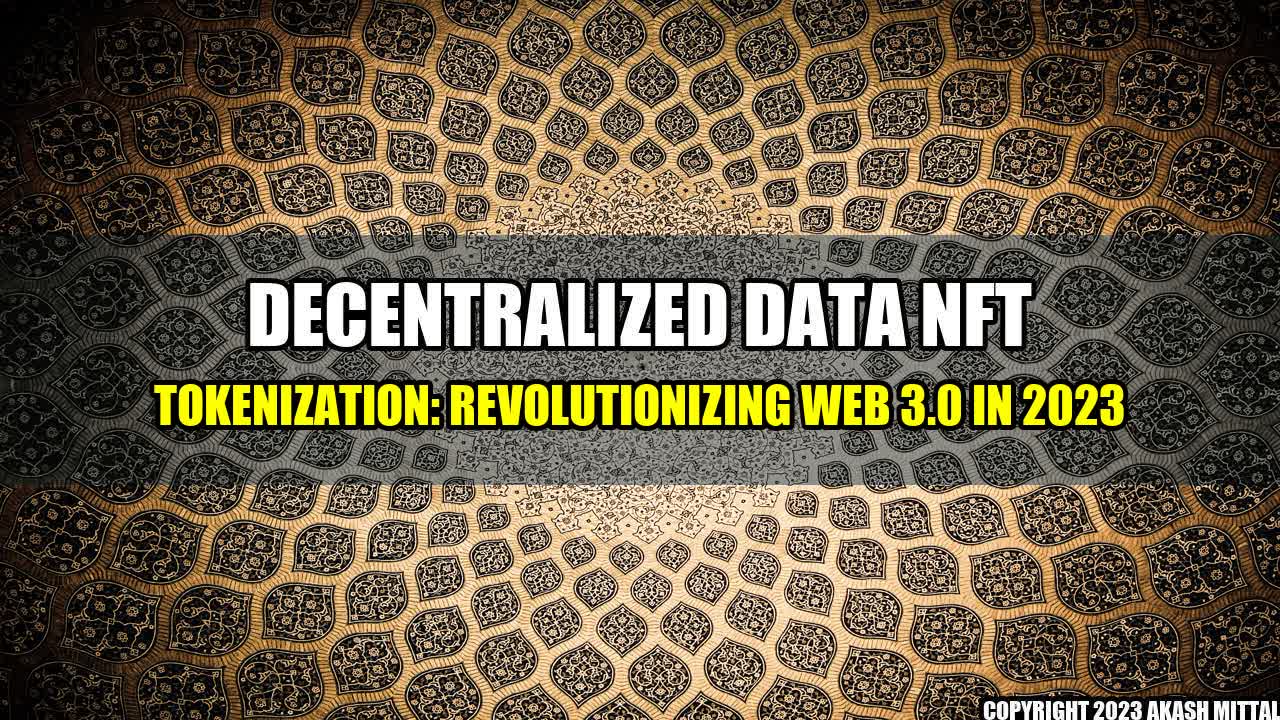 DECENTRALIZED DATA NFT
TOKENIZATION: REVOLUTIONIZING WEB 3.0 IN 2023
COPYRIGHT 2023 AKASH MITTAL